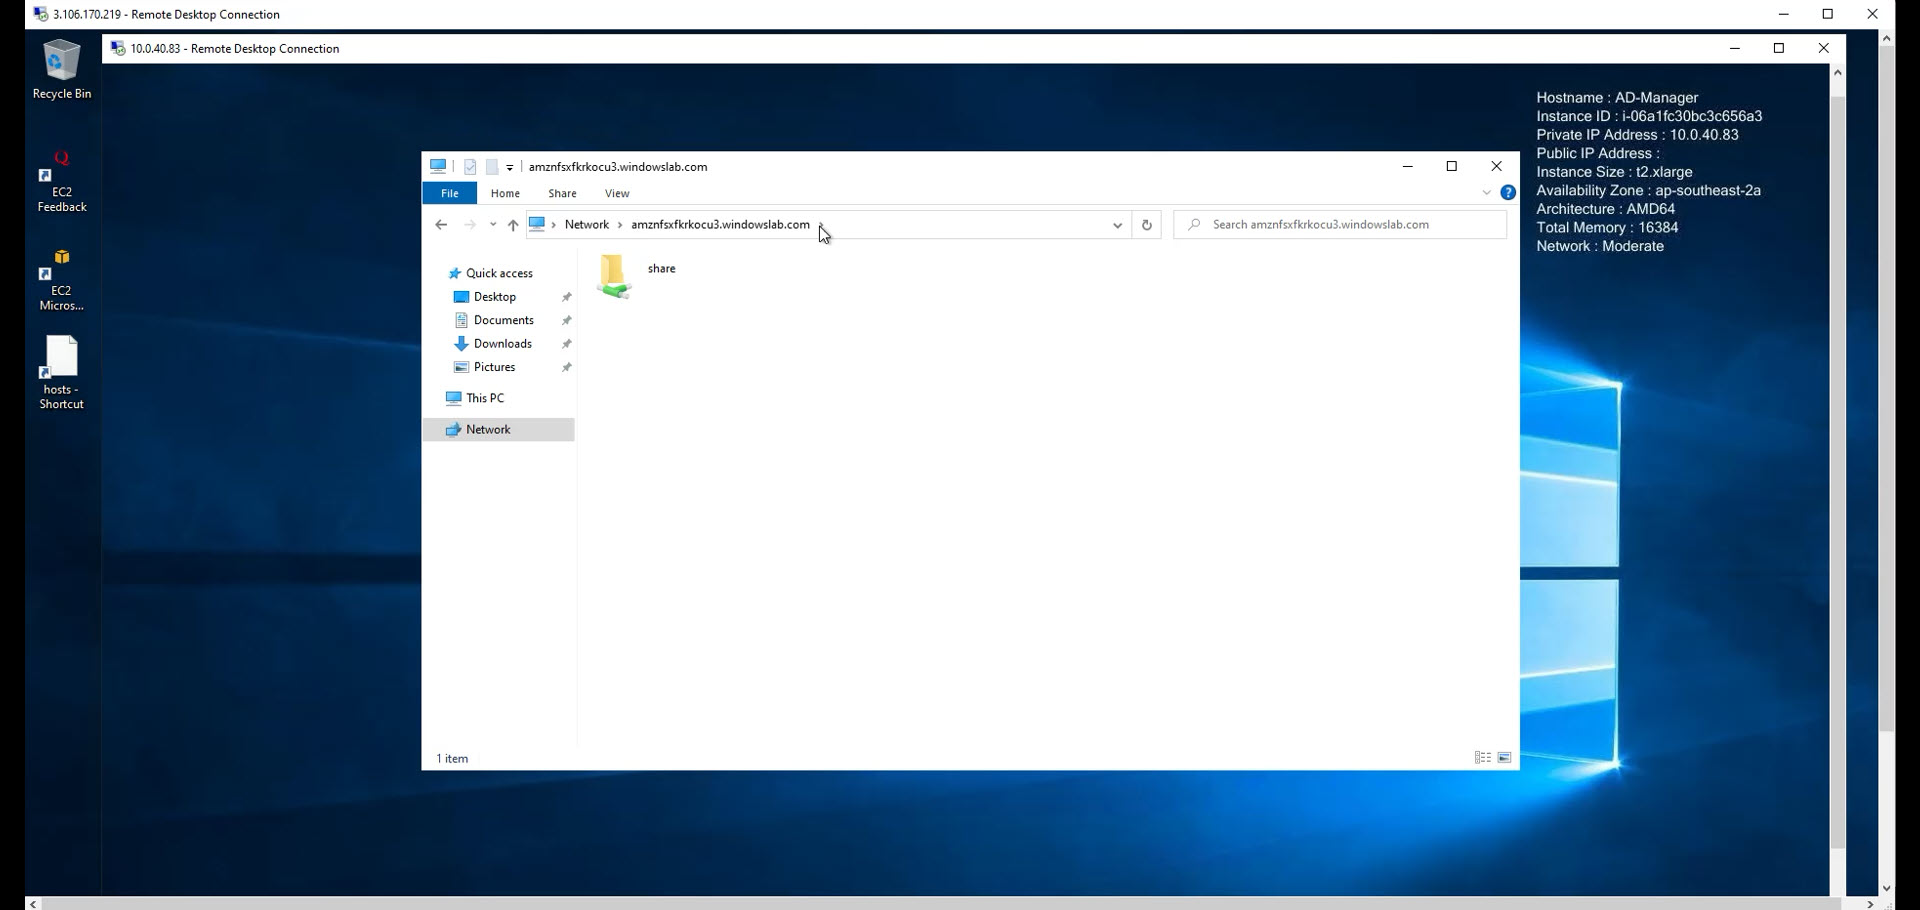 3.106.170.219 - Remote Desktop Connection
10.0.40.83 - Remote Desktop Connection
Recycle Bin
EC2
Feedback
EC2
Micros...
hosts -
Shortcut
Hostname : AD-Manager
Instance ID : i-06a1fc30bc3c656a3
Private IP Address : 10.0.40.83
Public IP Address :
Instance Size : t2.xlarge
Availability Zone : ap-southeast-2a
Architecture : AMD64
Total Memory : 16384
Network : Moderate
amznfsxfkrkocu3.windowslab.com
File Home Share View
Network > amznfsxfkrkocu3.windowslab.com >
Search amznfsxfkrkocu3.windowslab.com
Quick access
Desktop
Documents
Downloads
Pictures
This PC
Network
share
1 item